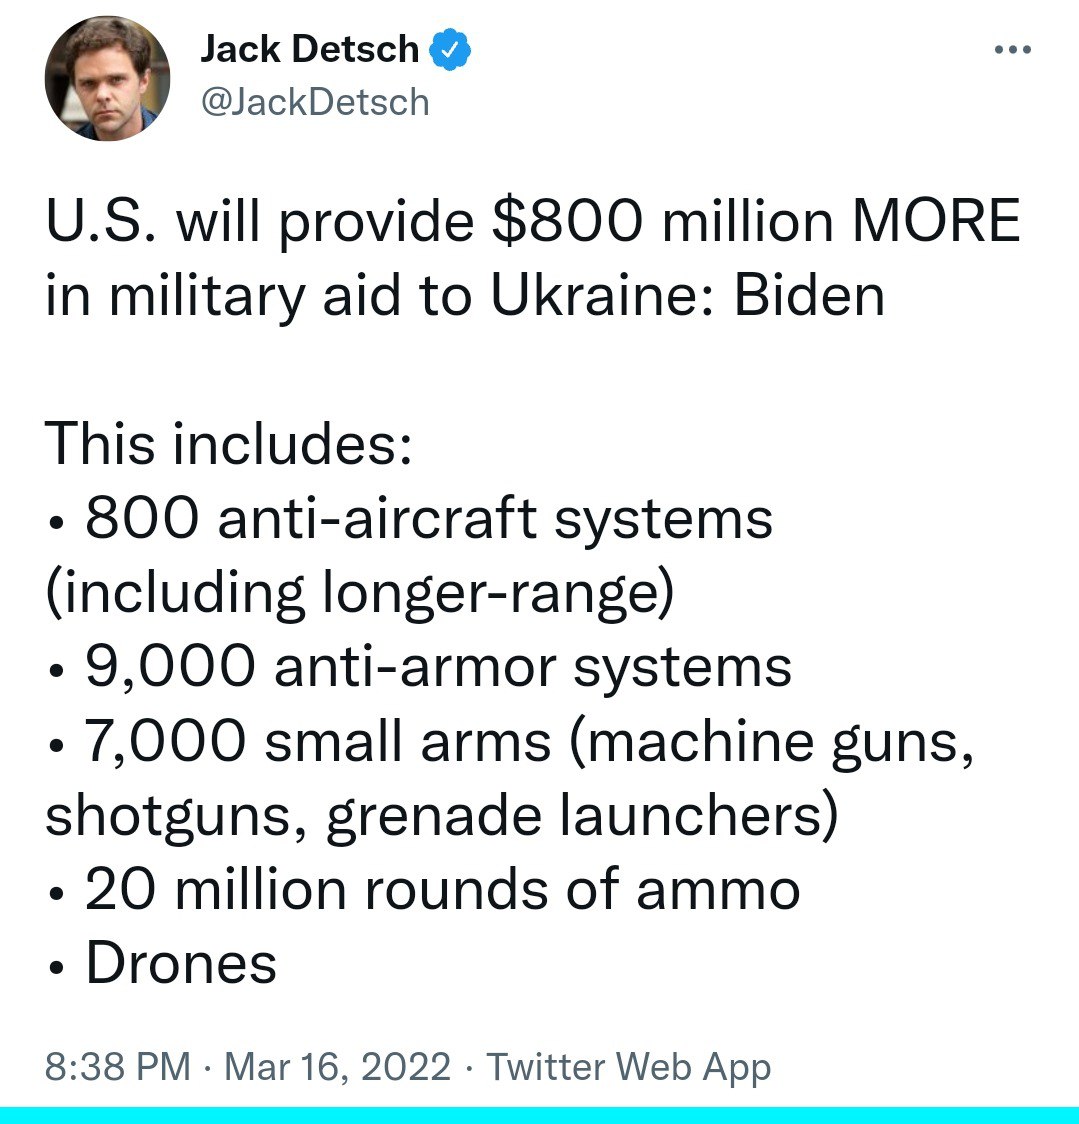 Jack Detsch
@JackDetsch
U.S. will provide $800 million MORE
in military aid to Ukraine: Biden
This includes:
• 800 anti-aircraft systems
(including longer-range)
• 9,000 anti-armor systems
• 7,000 small arms (machine guns,
shotguns, grenade launchers)
• 20 million rounds of ammo
• Drones
8:38 PM · Mar 16, 2022 · Twitter Web App